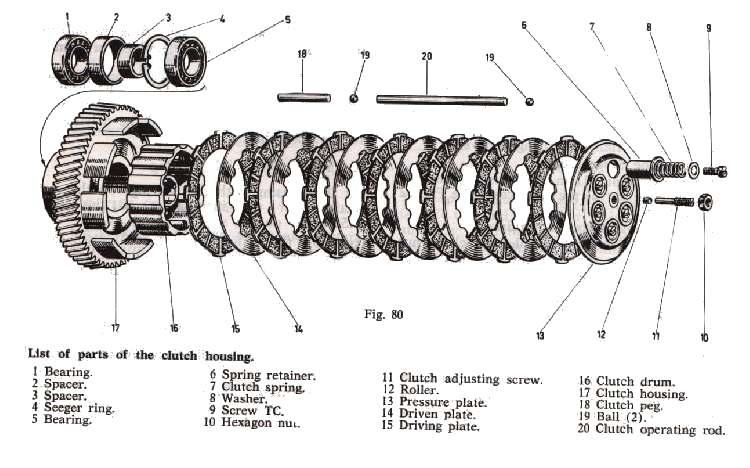 1 2 3 4 5 6 7 8 9
18 19 20 19
17 16 15 14 13 12 11 10
Fig. 80
List of parts of the clutch housing.
1 Bearing.
2 Spacer.
3 Spacer.
4 Seeger ring.
5 Bearing.
6 Spring retainer.
7 Clutch spring.
8 Washer.
9 Screw TC.
10 Hexagon nut.
11 Clutch adjusting screw.
12 Roller.
13 Pressure plate.
14 Driven plate.
15 Driving plate.
16 Clutch drum.
17 Clutch housing.
18 Clutch peg.
19 Ball (2).
20 Clutch operating rod.